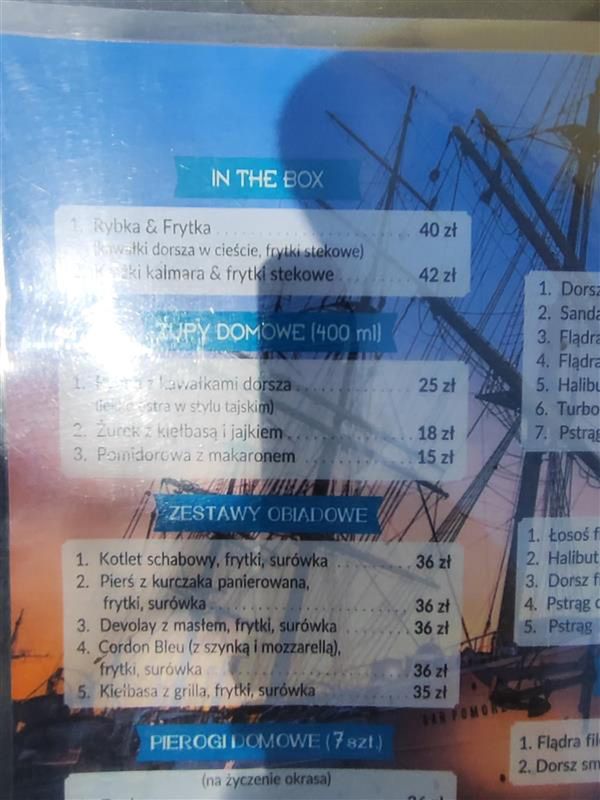 IN THE BOX
1. Rybka & Frytka 40 zł
(kawałki dorsza w cieście, frytki stekowe)
kalmara & frytki stekowe 42 zł
ZUPY DOMOWE (400 ml)
1. z kawałkami dorsza 25 zł
ostra w stylu tajskim)
2. Żurek z kiełbasą i jajkiem 18 zł
3. Pomidorowa z makaronem 15 zł
ZESTAWY OBIADOWE
1. Kotlet schabowy, frytki, surówka 36 zł
2. Pierś z kurczaka panierowana,
frytki, surówka 36 zł
3. Devolay z masłem, frytki, surówka 36 zł
4. Cordon Bleu (z szynką i mozzarellą),
frytki, surówka 36 zł
5. Kiełbasa z grilla, frytki, surówka 35 zł
PIEROGI DOMOWE (7 szt.)
(na życzenie okrasa)
1. Dorsz
2. Sanda
3. Flądra
4. Flądra
5. Halibu
6. Turbo
7. Pstrąg
1. Łosoś f
2. Halibut
3. Dorsz f
4. Pstrąg
5. Pstrąg
DAR POMORZ
1. Flądra file
2. Dorsz sm